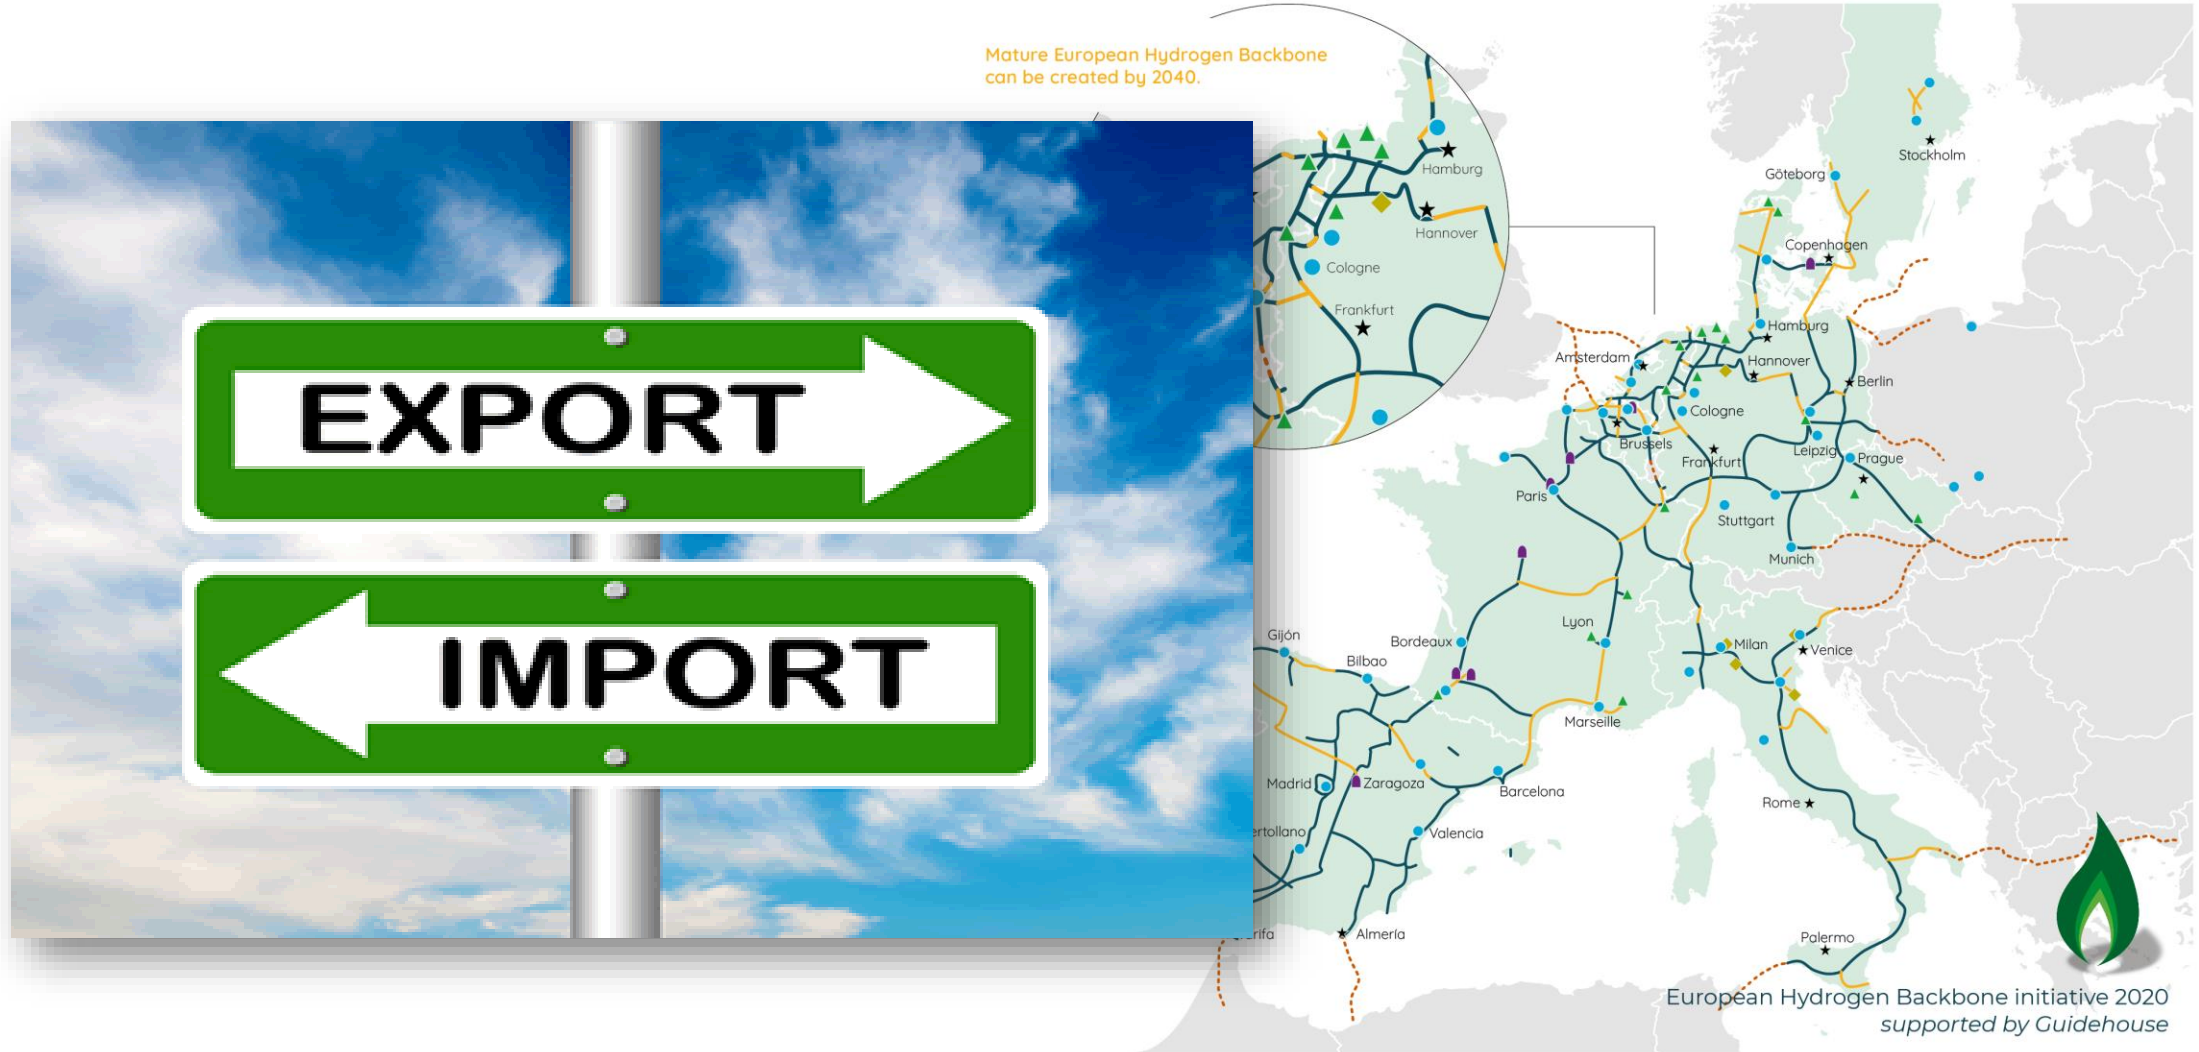 Mature European Hydrogen Backbone
can be created by 2040.
EXPORT
IMPORT
Hamburg
Hannover
Cologne
Frankfurt
Stockholm
Göteborg
Copenhagen
Hamburg
Amsterdam
Hannover
Berlin
Cologne
Brussels
Frankfurt
Leipzig
Prague
Paris
Stuttgart
Munich
Lyon
Gijón
Bordeaux
Bilbao
Milan
Venice
Marseille
Madrid
Zaragoza
Barcelona
Rome
Valencia
Almería
Palermo
European Hydrogen Backbone initiative 2020
supported by Guidehouse